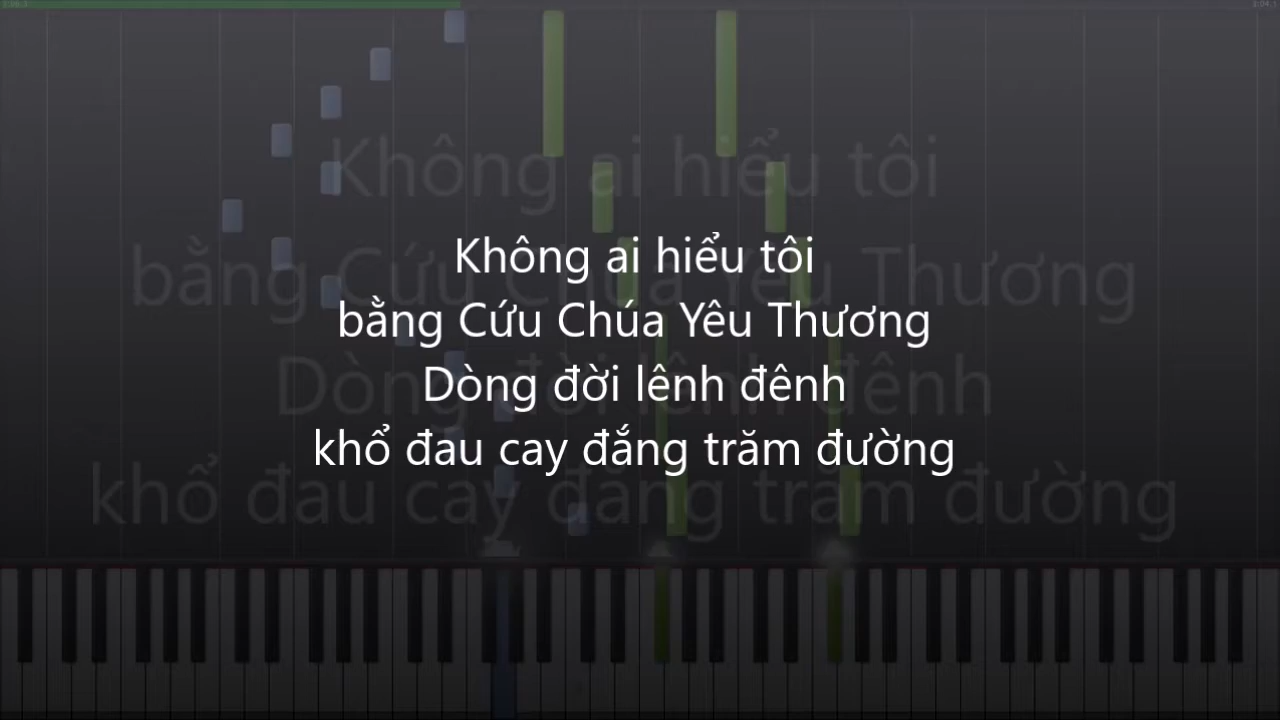 Không ai hiểu tôi
bằng Cứu Chúa Yêu Thương
Dòng đời lênh đênh
khổ đau cay đắng trăm đường